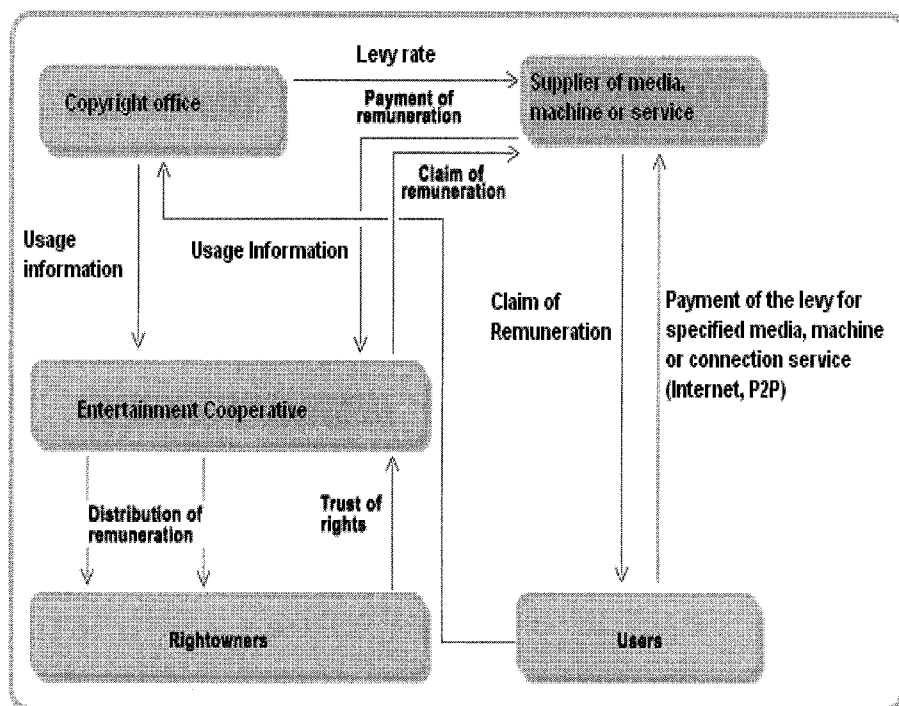 Levy rate
Copyright office
Supplier of media,
machine or service
Payment of
remuneration
Claim of
remuneration
Usage
information
Usage Information
Claim of
Remuneration
Payment of the levy for
specified media, machine
or connection service
(Internet, P2P)
Entertainment Cooperative
Distribution of
remuneration
Trust of
rights
Rightowners
Users